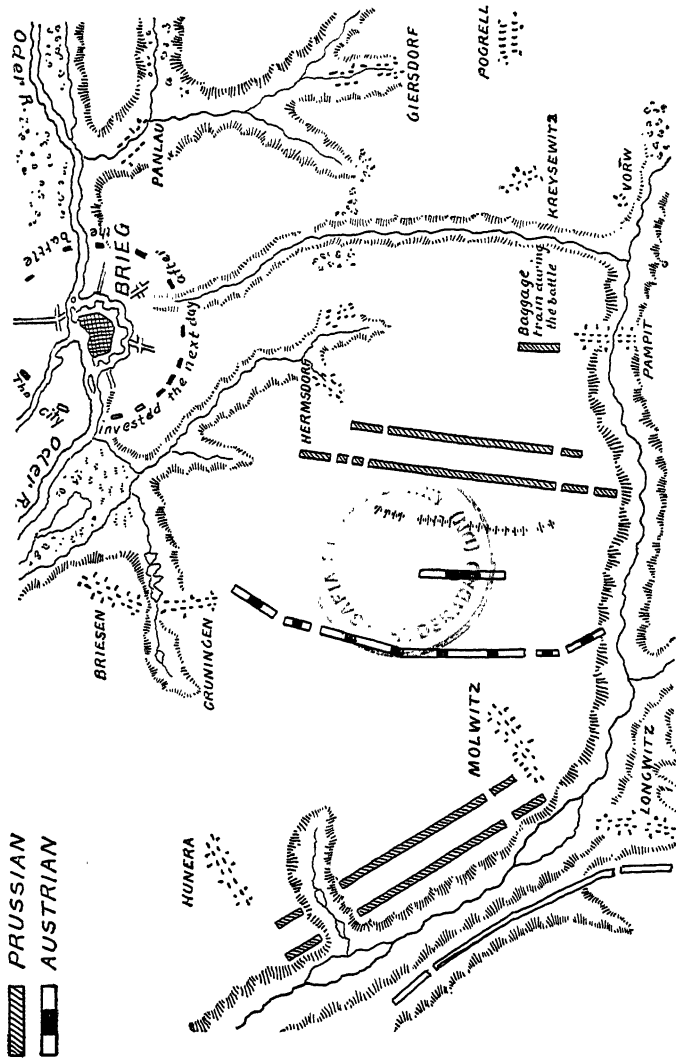 PRUSSIAN
AUSTRIAN
Oder R.
Oder R.
City
BRIEG
Invested the next day after the battle
PANLAU
GIERSDORF
POGRELL
KREYSEWITZ
VORW
Baggage
train during
the battle
PAMPIT
HERMSDORF
BRIESEN
GRUNINGEN
MOLWITZ
HUNERA
LONGWITZ